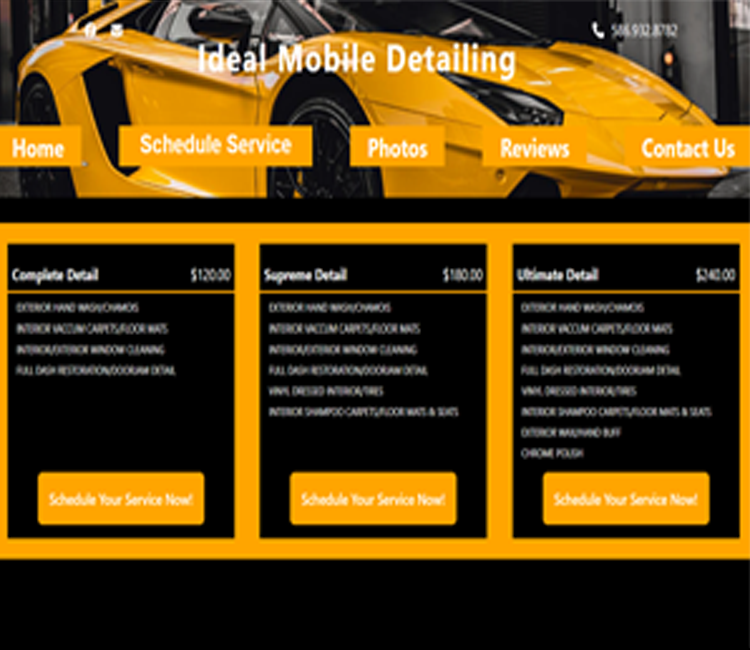 586.932.8782
Ideal Mobile Detailing
Home
Schedule Service
Photos
Reviews
Contact Us
Complete Detail $120.00
EXTERIOR HAND WASH/CHAMOIS
INTERIOR VACCUM CARPETS/FLOOR MATS
INTERIOR/EXTERIOR WINDOW CLEANING
FULL DASH RESTORATION/DOORJAM DETAIL
Schedule Your Service Now!
Supreme Detail $180.00
EXTERIOR HAND WASH/CHAMOIS
INTERIOR VACCUM CARPETS/FLOOR MATS
INTERIOR/EXTERIOR WINDOW CLEANING
FULL DASH RESTORATION/DOORJAM DETAIL
VINYL DRESSED INTERIOR/TIRES
INTERIOR SHAMPOO CARPETS/FLOOR MATS & SEATS
Schedule Your Service Now!
Ultimate Detail $240.00
EXTERIOR HAND WASH/CHAMOIS
INTERIOR VACCUM CARPETS/FLOOR MATS
INTERIOR/EXTERIOR WINDOW CLEANING
FULL DASH RESTORATION/DOORJAM DETAIL
VINYL DRESSED INTERIOR/TIRES
INTERIOR SHAMPOO CARPETS/FLOOR MATS & SEATS
EXTERIOR WAX/HAND BUFF
CHROME POLISH
Schedule Your Service Now!